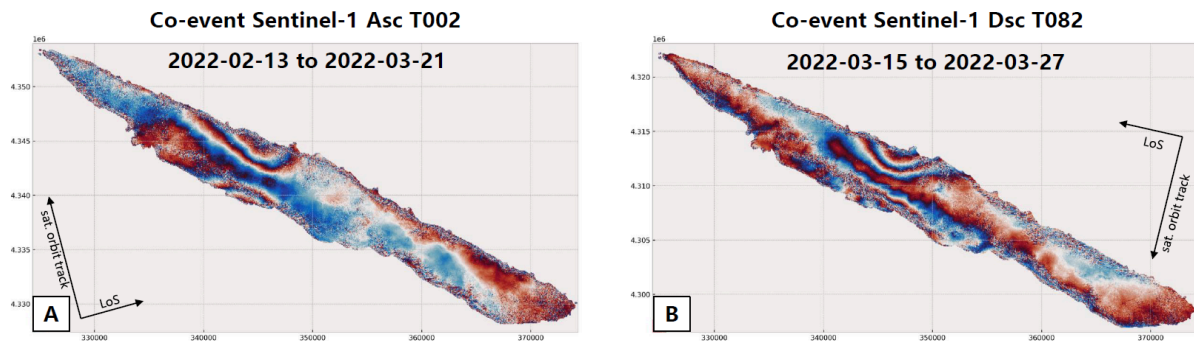 Co-event Sentinel-1 Asc T002
1e6
2022-02-13 to 2022-03-21
4.350
4.345
4.340
4.335
4.330
sat. orbit track
LoS
A
330000
340000
350000
360000
370000
Co-event Sentinel-1 Dsc T082
1e6
2022-03-15 to 2022-03-27
4.320
4.315
4.310
4.305
4.300
LoS
sat. orbit track
B
330000
340000
350000
360000
370000